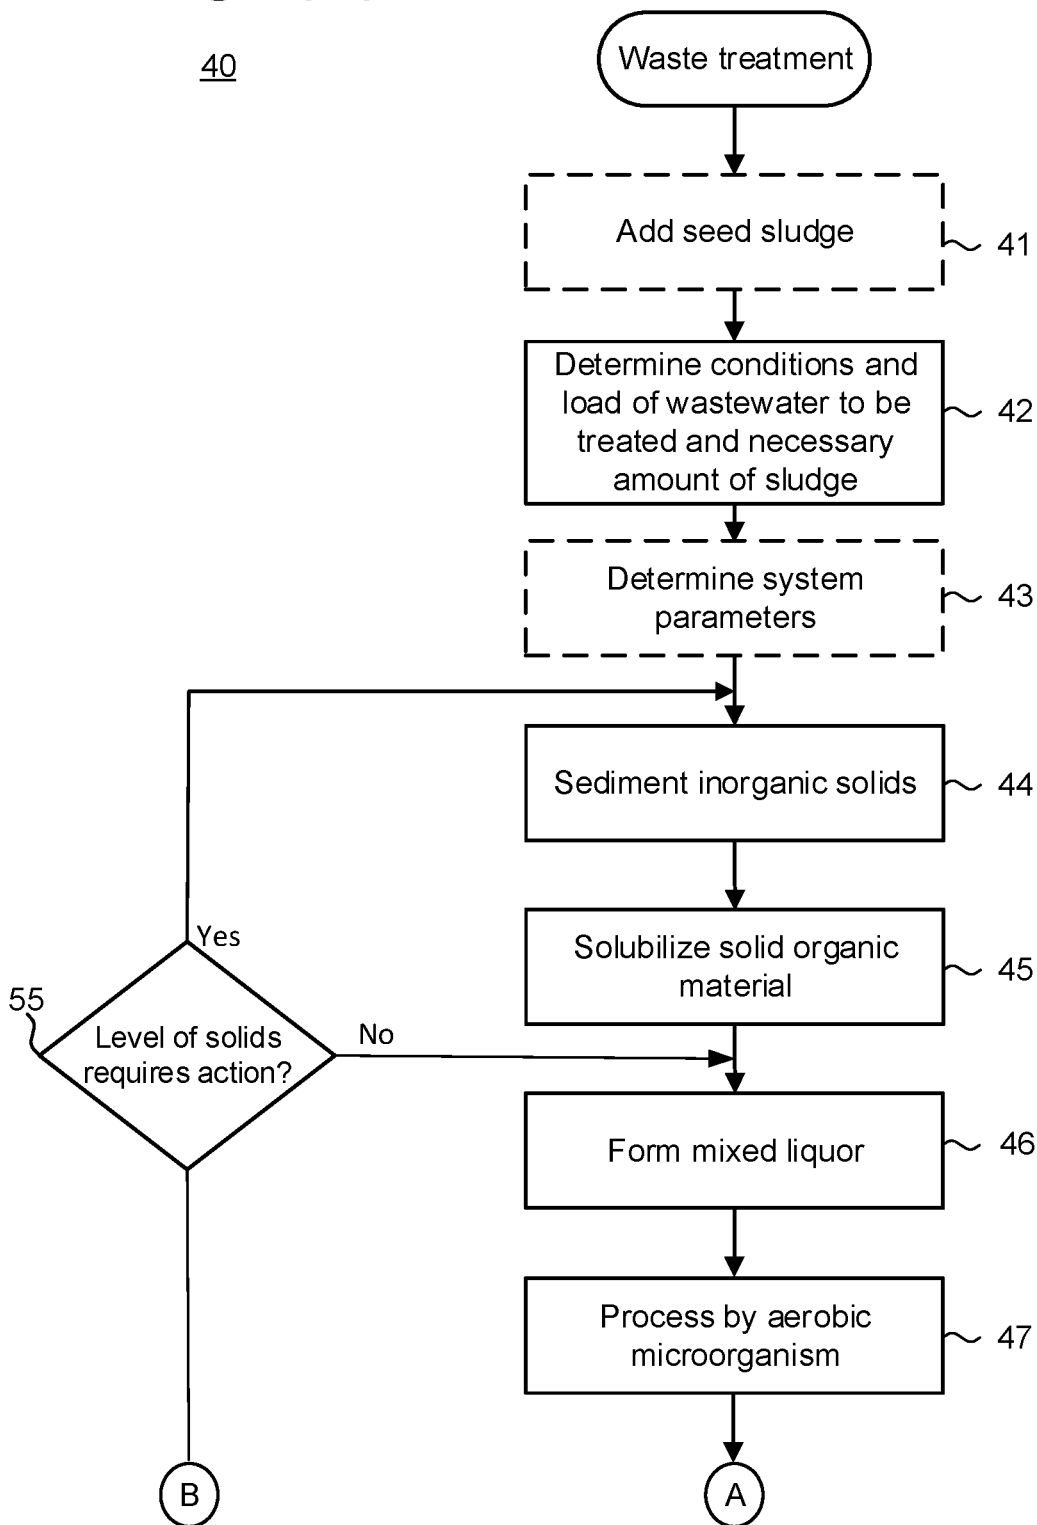 40
Waste treatment
Add seed sludge
41
Determine conditions and
load of wastewater to be
treated and necessary
amount of sludge
42
Determine system
parameters
43
Sediment inorganic solids
44
Solubilize solid organic
material
45
Yes
55
Level of solids
requires action?
No
Form mixed liquor
46
Process by aerobic
microorganism
47
B
A